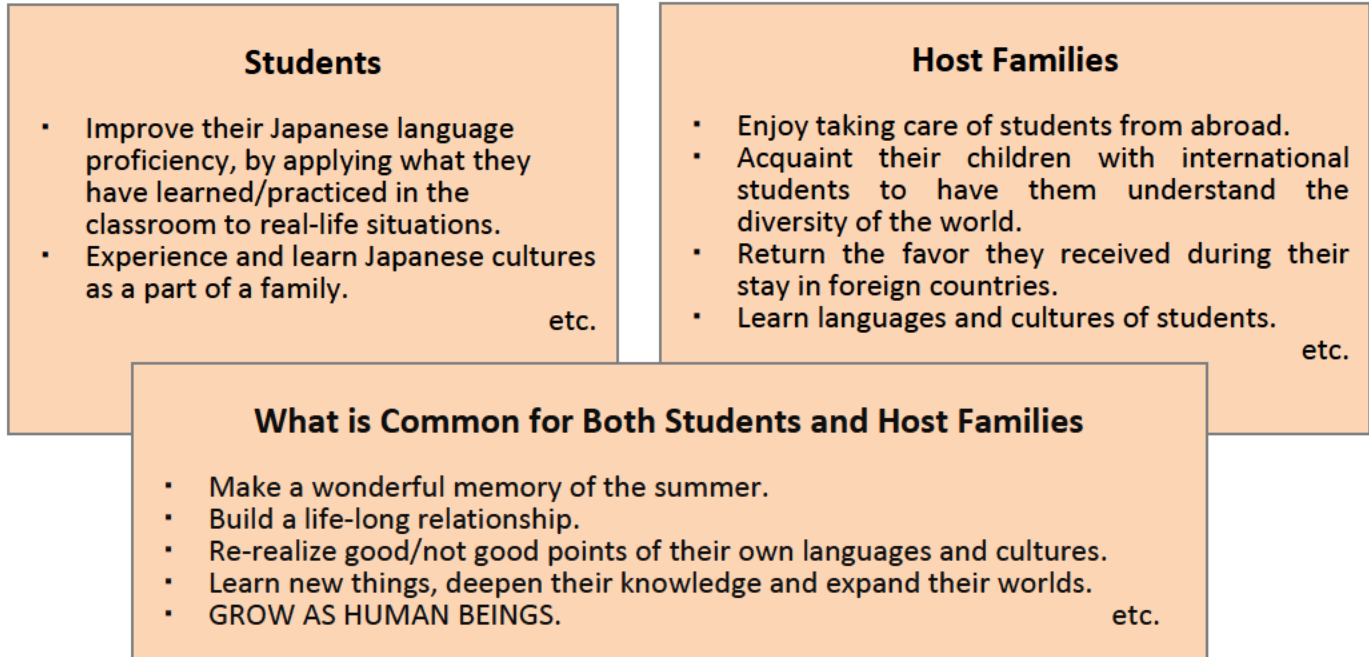 Students
▪ Improve their Japanese language
proficiency, by applying what they
have learned/practiced in the
classroom to real-life situations.
▪ Experience and learn Japanese cultures
as a part of a family.
etc.
Host Families
▪ Enjoy taking care of students from abroad.
▪ Acquaint their children with international
students to have them understand the
diversity of the world.
▪ Return the favor they received during their
stay in foreign countries.
▪ Learn languages and cultures of students.
etc.
What is Common for Both Students and Host Families
▪ Make a wonderful memory of the summer.
▪ Build a life-long relationship.
▪ Re-realize good/not good points of their own languages and cultures.
▪ Learn new things, deepen their knowledge and expand their worlds.
▪ GROW AS HUMAN BEINGS. etc.